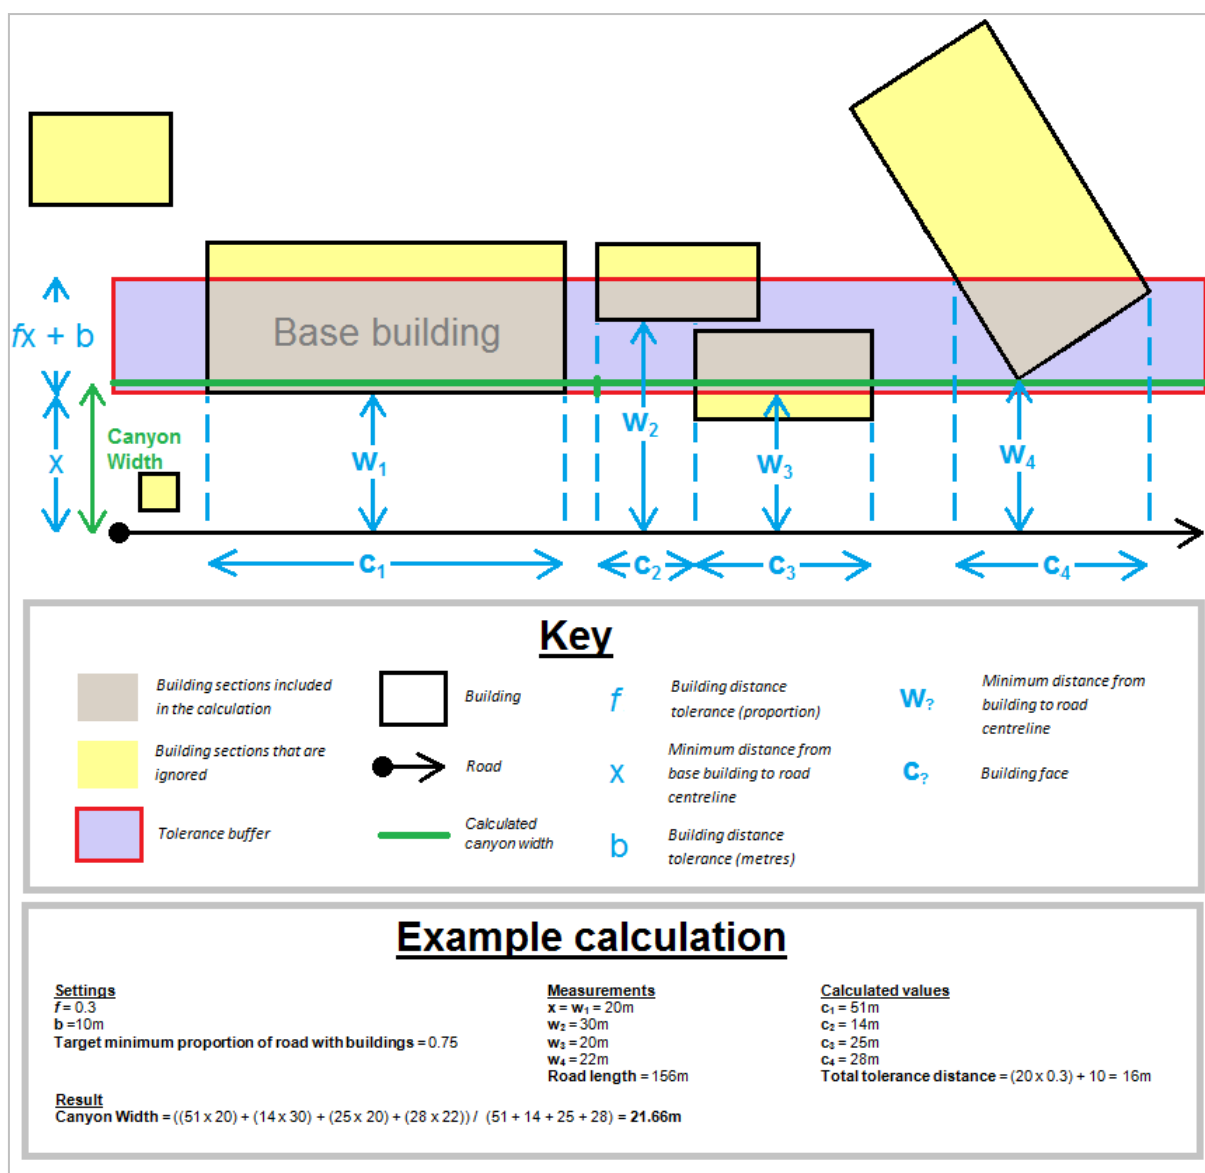 Base building
fx + b
x
Canyon
Width
W1
W2
W3
W4
C1
C2
C3
C4
Key
Building sections included
in the calculation
Building sections that are
ignored
Tolerance buffer
Building
Road
Calculated
canyon width
f
Building distance
tolerance (proportion)
x
Minimum distance from
base building to road
centreline
b
Building distance
tolerance (metres)
W?
Minimum distance from
building to road
centreline
C?
Building face
Example calculation
Settings
f = 0.3
b =10m
Target minimum proportion of road with buildings = 0.75
Measurements
x = w1 = 20m
w2 = 30m
w3 = 20m
w4 = 22m
Road length = 156m
Calculated values
c1 = 51m
c2 = 14m
c3 = 25m
c4 = 28m
Total tolerance distance = (20 x 0.3) + 10 = 16m
Result
Canyon Width = ((51 x 20) + (14 x 30) + (25 x 20) + (28 x 22)) / (51 + 14 + 25 + 28) = 21.66m